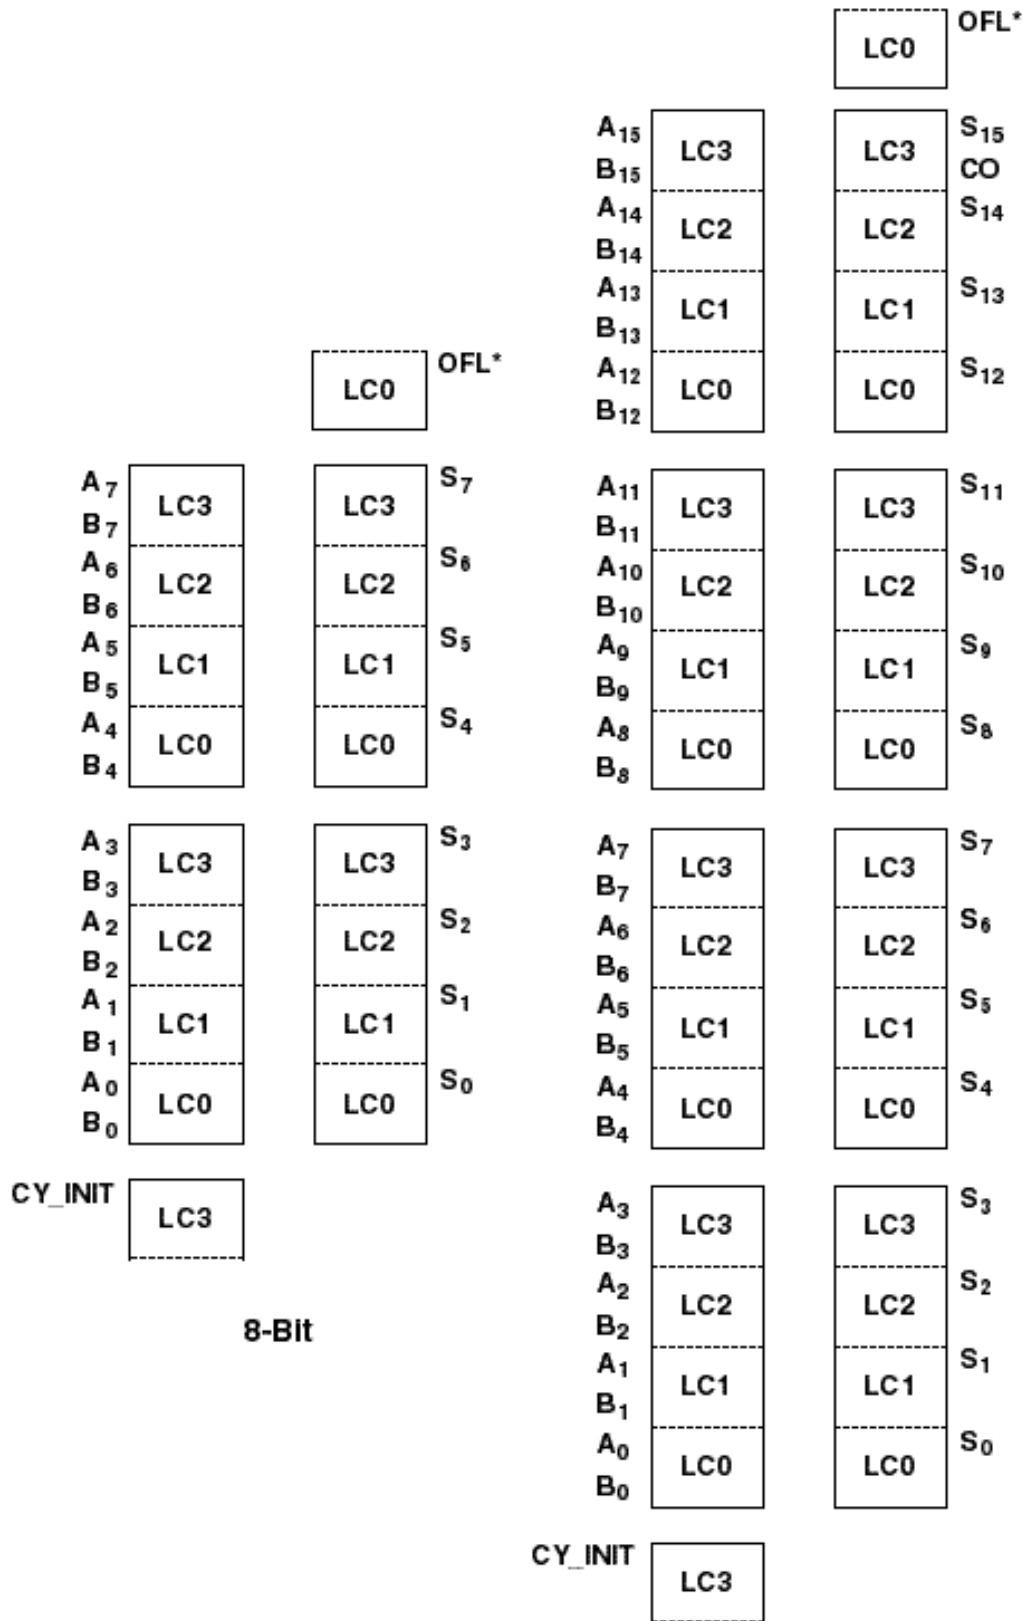 OFL*
LC0
A15 LC3 LC3 S15
B15 CO
A14 LC2 LC2 S14
B14
A13 LC1 LC1 S13
B13
A12 LC0 LC0 S12
B12
A11 LC3 LC3 S11
B11
A10 LC2 LC2 S10
B10
A9 LC1 LC1 S9
B9
A8 LC0 LC0 S8
B8
A7 LC3 LC3 S7
B7
A6 LC2 LC2 S6
B6
A5 LC1 LC1 S5
B5
A4 LC0 LC0 S4
B4
A3 LC3 LC3 S3
B3
A2 LC2 LC2 S2
B2
A1 LC1 LC1 S1
B1
A0 LC0 LC0 S0
B0
CY_INIT LC3
OFL*
LC0
A7 LC3 LC3 S7
B7
A6 LC2 LC2 S6
B6
A5 LC1 LC1 S5
B5
A4 LC0 LC0 S4
B4
A3 LC3 LC3 S3
B3
A2 LC2 LC2 S2
B2
A1 LC1 LC1 S1
B1
A0 LC0 LC0 S0
B0
CY_INIT LC3
8-Bit